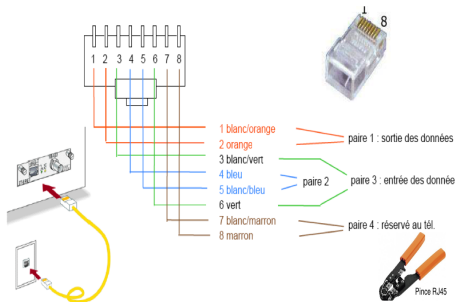 1 8
1 2 3 4 5 6 7 8
1 blanc/orange
2 orange
paire 1 : sortie des données
3 blanc/vert
4 bleu
paire 2
paire 3 : entrée des donnée
5 blanc/bleu
6 vert
7 blanc/marron
paire 4 : réservé au tél.
8 marron
Pince RJ45